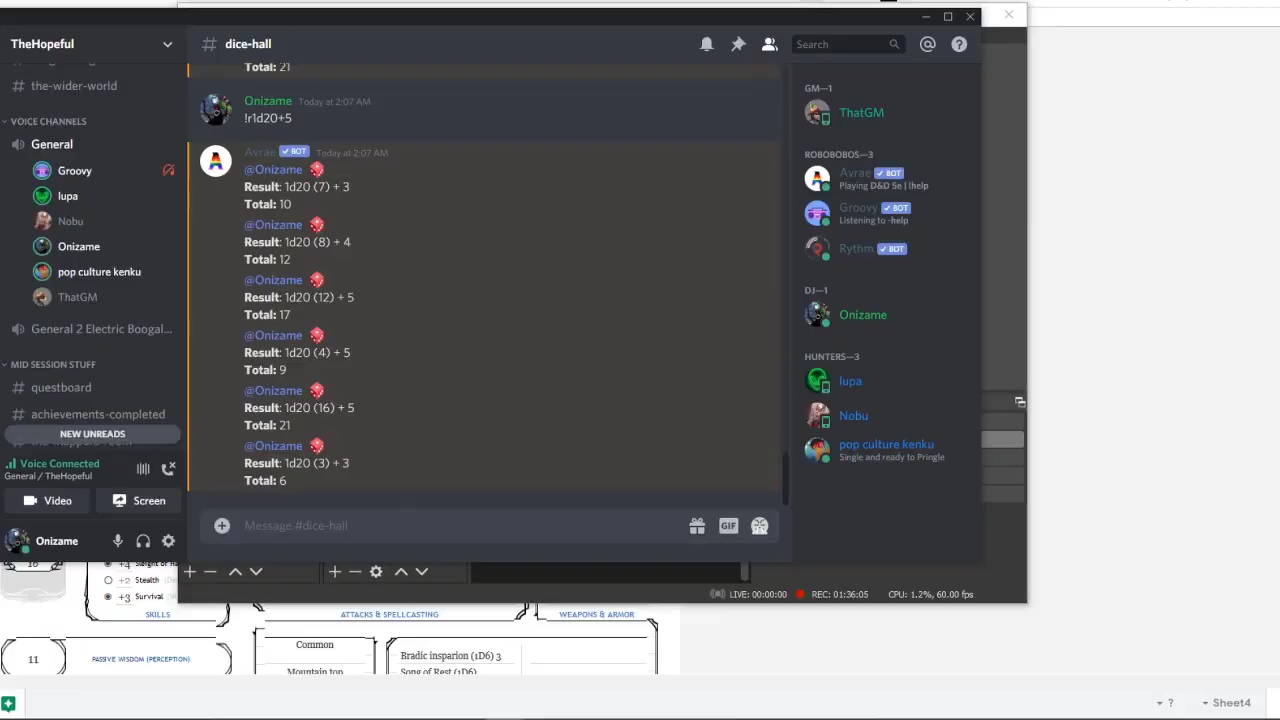 TheHopeful
the-wider-world
VOICE CHANNELS
General
Groovy
lupa
Nobu
Onizame
pop culture kenku
ThatGM
General 2 Electric Boogal...
MID SESSION STUFF
questboard
achievements-completed
NEW UNREADS
Voice Connected
General / TheHopeful
Video
Screen
Onizame
# dice-hall
Search
Total: 21
Onizame Today at 2:07 AM
!r1d20+5
Avrae BOT Today at 2:07 AM
@Onizame
Result: 1d20 (7) + 3
Total: 10
@Onizame
Result: 1d20 (8) + 4
Total: 12
@Onizame
Result: 1d20 (12) + 5
Total: 17
@Onizame
Result: 1d20 (4) + 5
Total: 9
@Onizame
Result: 1d20 (16) + 5
Total: 21
@Onizame
Result: 1d20 (3) + 3
Total: 6
Message #dice-hall
GIF
GM—1
ThatGM
ROBOBOBOS—3
Avrae BOT
Playing D&D 5e | !help
Groovy BOT
Listening to -help
Rythm BOT
DJ—1
Onizame
HUNTERS—3
lupa
Nobu
pop culture kenku
Single and ready to Pringle
LIVE: 00:00:00 REC: 01:36:05 CPU: 1.2%, 60.00 fps
+2 Stealth
+3 Survival
SKILLS
ATTACKS & SPELLCASTING
WEAPONS & ARMOR
11
PASSIVE WISDOM (PERCEPTION)
Common
Mountain top
Bradic insparion (1D6) 3
Song of Rest (1D6)
?
Sheet4